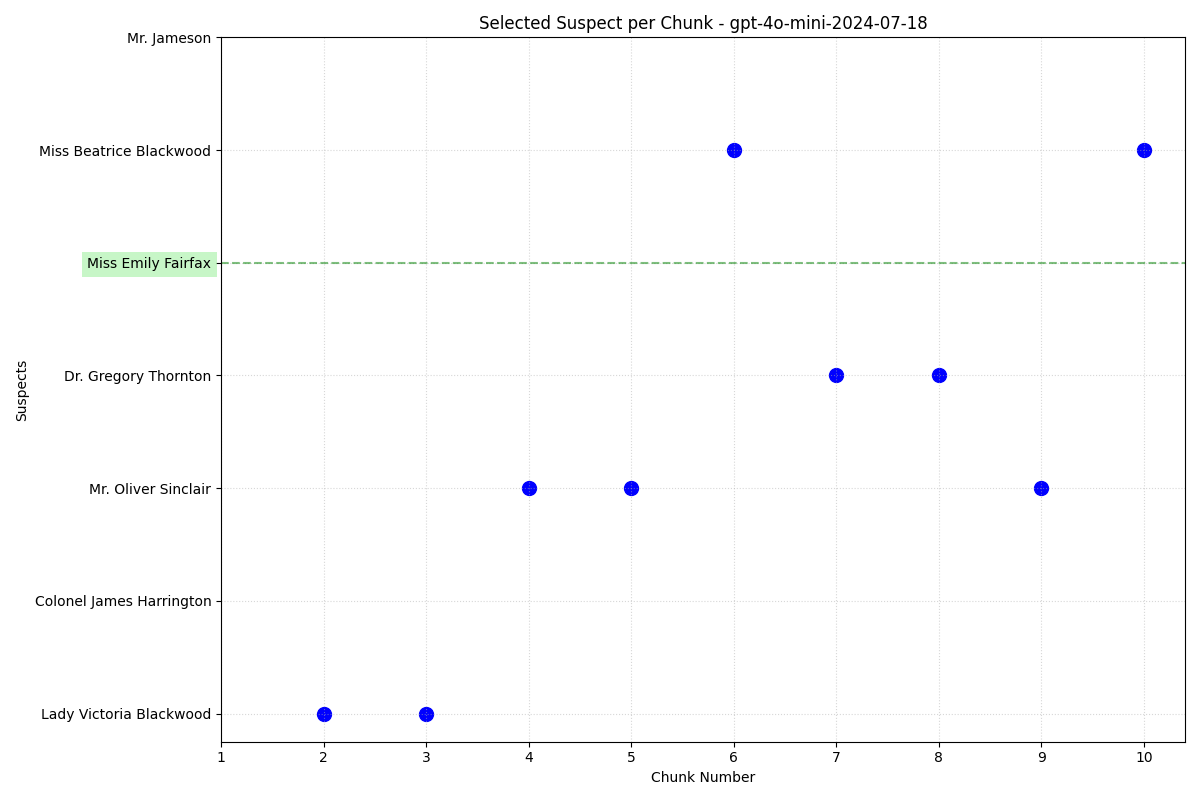 Selected Suspect per Chunk - gpt-4o-mini-2024-07-18
Mr. Jameson
Miss Beatrice Blackwood
Miss Emily Fairfax
Dr. Gregory Thornton
Mr. Oliver Sinclair
Colonel James Harrington
Lady Victoria Blackwood
Suspects
1 2 3 4 5 6 7 8 9 10
Chunk Number